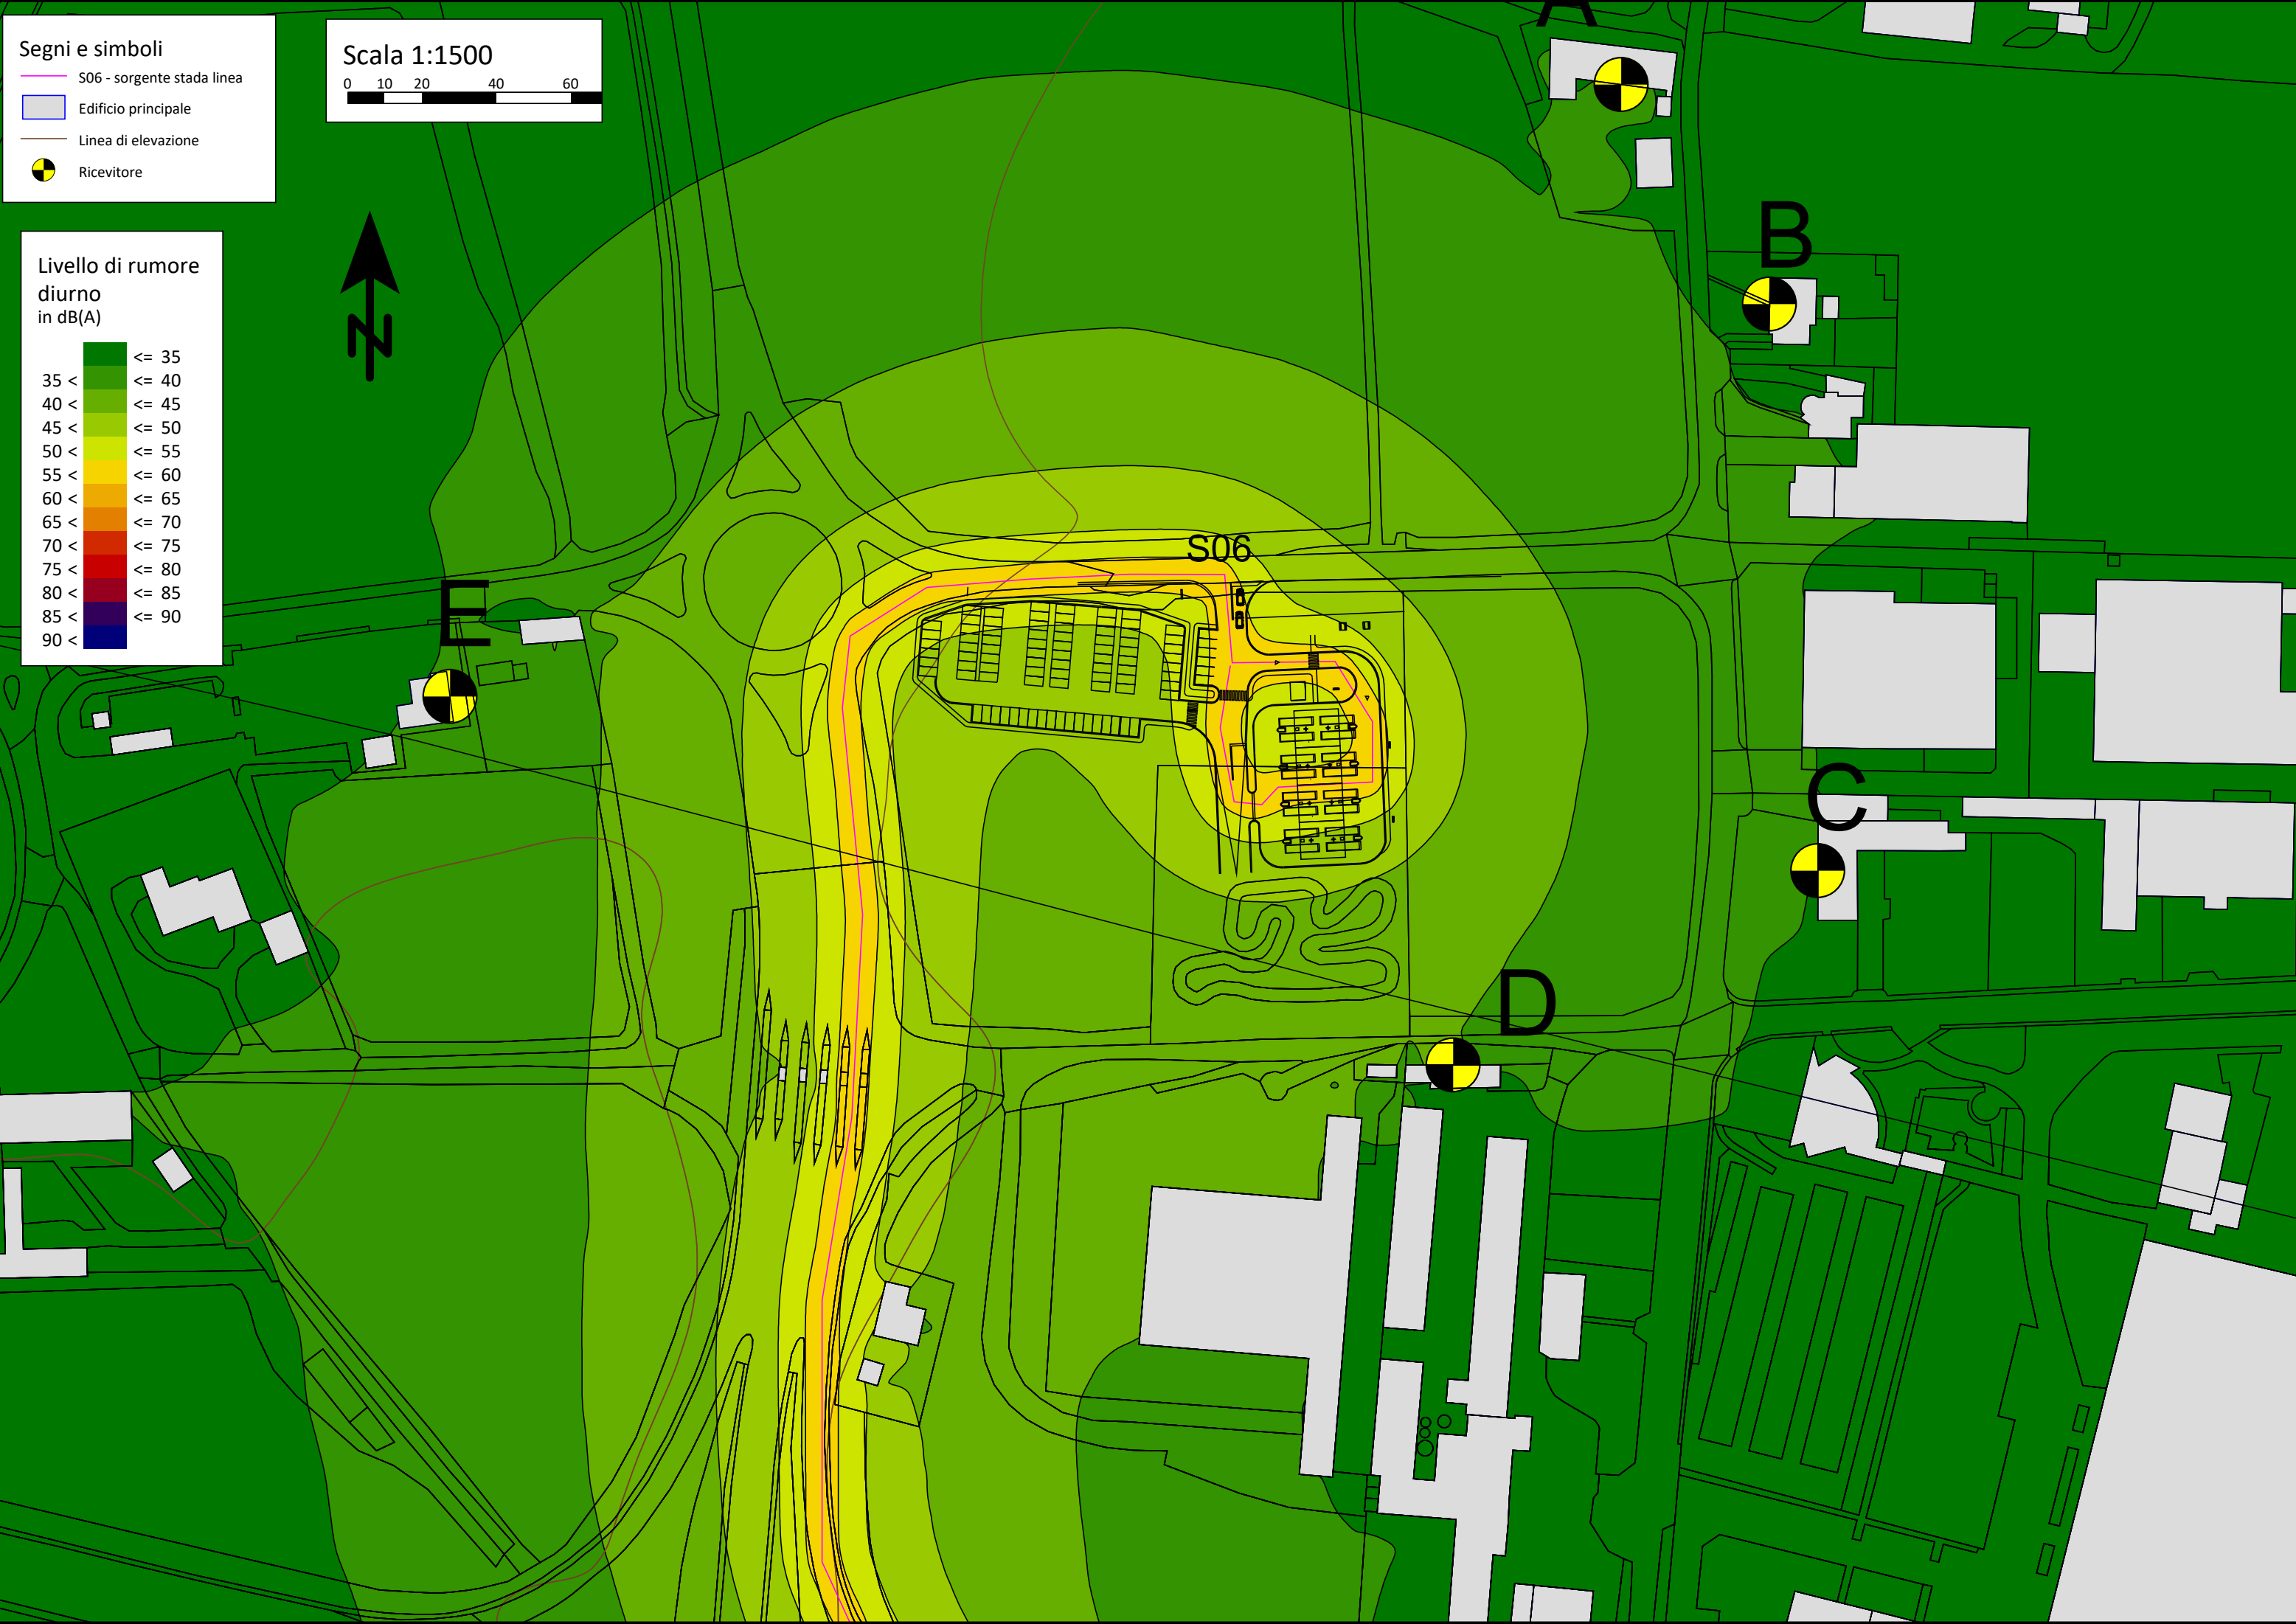 Segni e simboli
S06 - sorgente stada linea
Edificio principale
Linea di elevazione
Ricevitore
Scala 1:1500
0 10 20 40 60
N
Livello di rumore
diurno
in dB(A)
<= 35
35 < <= 40
40 < <= 45
45 < <= 50
50 < <= 55
55 < <= 60
60 < <= 65
65 < <= 70
70 < <= 75
75 < <= 80
80 < <= 85
85 < <= 90
90 <
A
B
S06
E
C
D